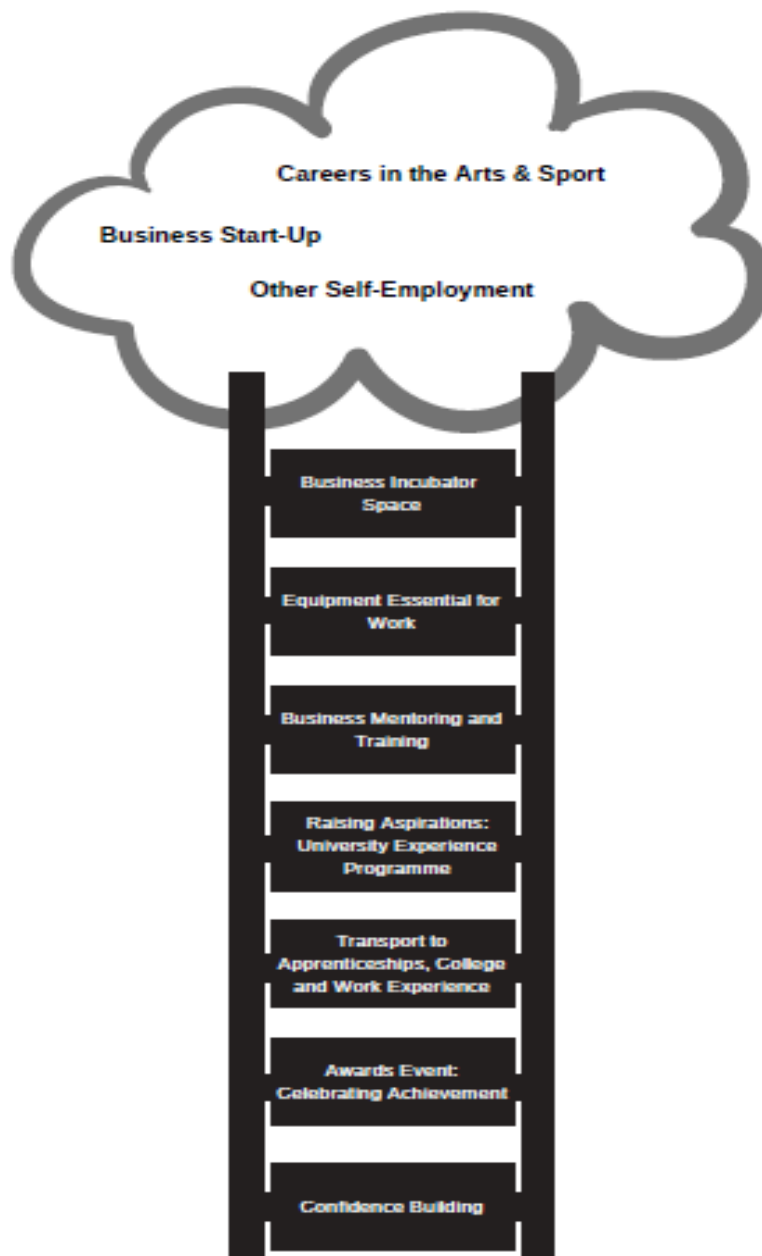 Careers in the Arts & Sport
Business Start-Up
Other Self-Employment
Business Incubator
Space
Equipment Essential for
Work
Business Mentoring and
Training
Raising Aspirations:
University Experience
Programme
Transport to
Apprenticeships, College
and Work Experience
Awards Event:
Celebrating Achievement
Confidence Building